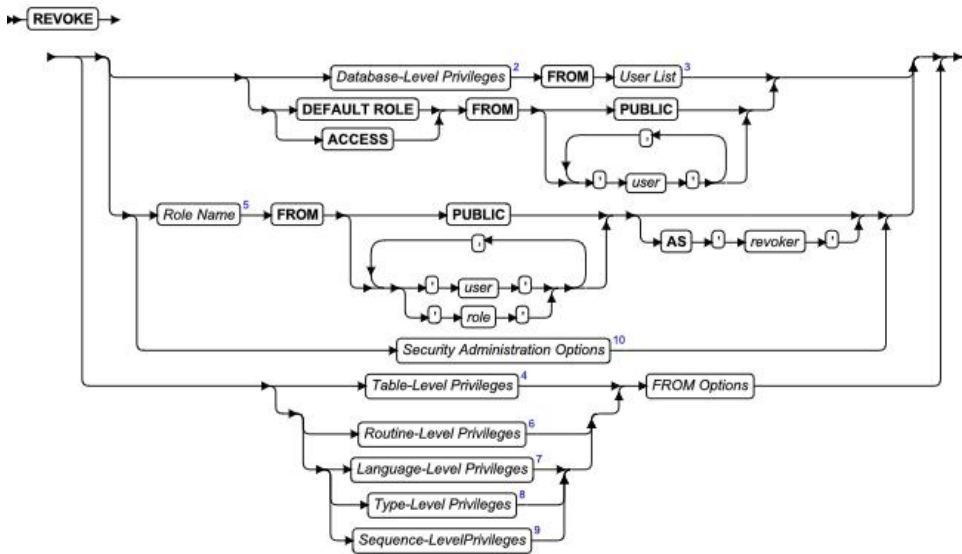 REVOKE
Database-Level Privileges 2 FROM User List 3
DEFAULT ROLE FROM PUBLIC
ACCESS
,
' user '
Role Name 5 FROM PUBLIC
AS ' revoker '
,
' user '
' role '
Security Administration Options 10
Table-Level Privileges 4 FROM Options
Routine-Level Privileges 6
Language-Level Privileges 7
Type-Level Privileges 8
Sequence-LevelPrivileges 9